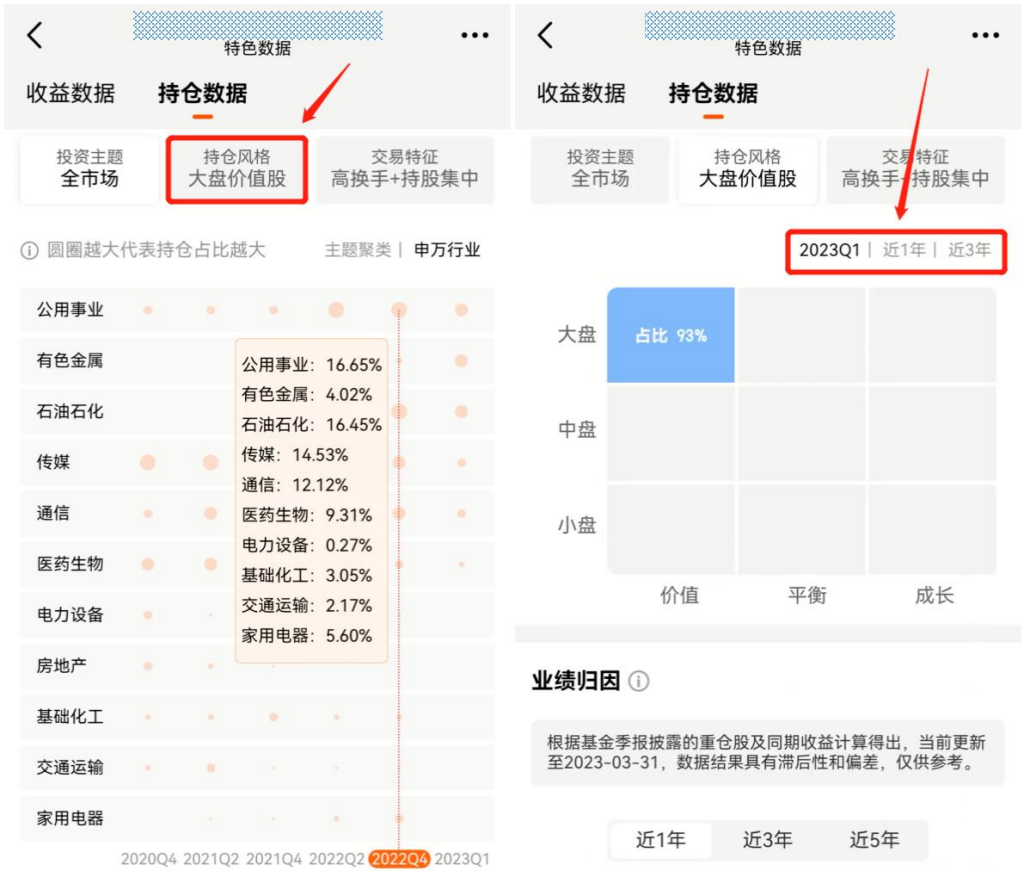 特色数据
收益数据 持仓数据
投资主题 持仓风格 交易特征
全市场 大盘价值股 高换手+持股集中
圆圈越大代表持仓占比越大 主题聚类 | 申万行业
公用事业
有色金属
石油石化
传媒
通信
医药生物
电力设备
房地产
基础化工
交通运输
家用电器
公用事业：16.65%
有色金属：4.02%
石油石化：16.45%
传媒：14.53%
通信：12.12%
医药生物：9.31%
电力设备：0.27%
基础化工：3.05%
交通运输：2.17%
家用电器：5.60%
2020Q4 2021Q2 2021Q4 2022Q2 2022Q4 2023Q1
特色数据
收益数据 持仓数据
投资主题 持仓风格 交易特征
全市场 大盘价值股 高换手+持股集中
2023Q1 | 近1年 | 近3年
大盘 占比 93%
中盘
小盘
价值 平衡 成长
业绩归因
根据基金季报披露的重仓股及同期收益计算得出，当前更新
至2023-03-31，数据结果具有滞后性和偏差，仅供参考。
近1年 近3年 近5年